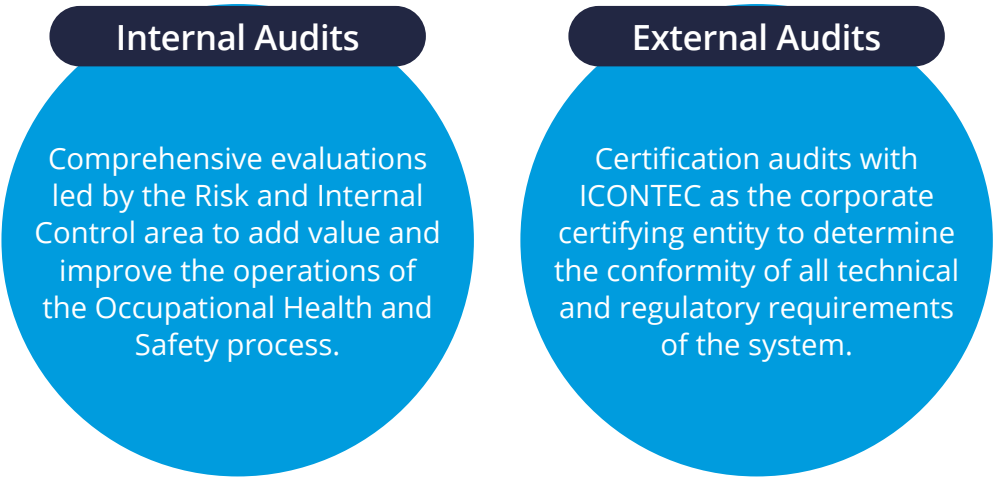 Internal Audits
Comprehensive evaluations
led by the Risk and Internal
Control area to add value and
improve the operations of
the Occupational Health and
Safety process.
External Audits
Certification audits with
ICONTEC as the corporate
certifying entity to determine
the conformity of all technical
and regulatory requirements
of the system.